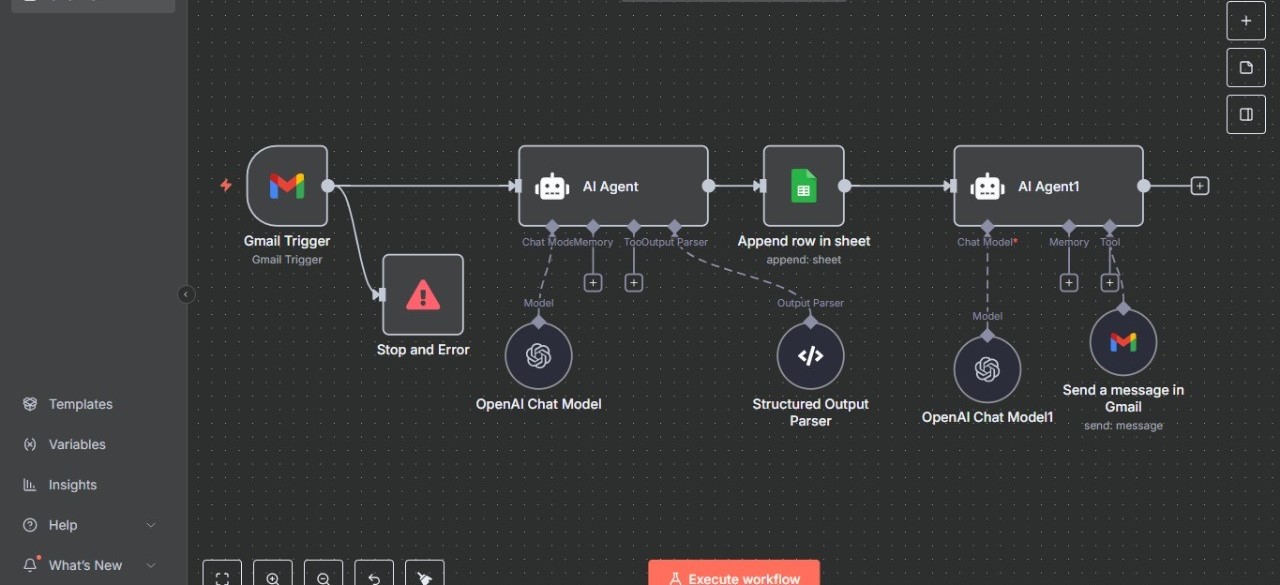 AI Agent
AI Agent1
Gmail Trigger
Gmail Trigger
Chat Mode
Memory
Too
Output Parser
Append row in sheet
append: sheet
Chat Model*
Memory
Tool
Stop and Error
Model
OpenAI Chat Model
Output Parser
Structured Output
Parser
Model
OpenAI Chat Model1
Send a message in
Gmail
send: message
Templates
Variables
Insights
Help
What's New
Execute workflow